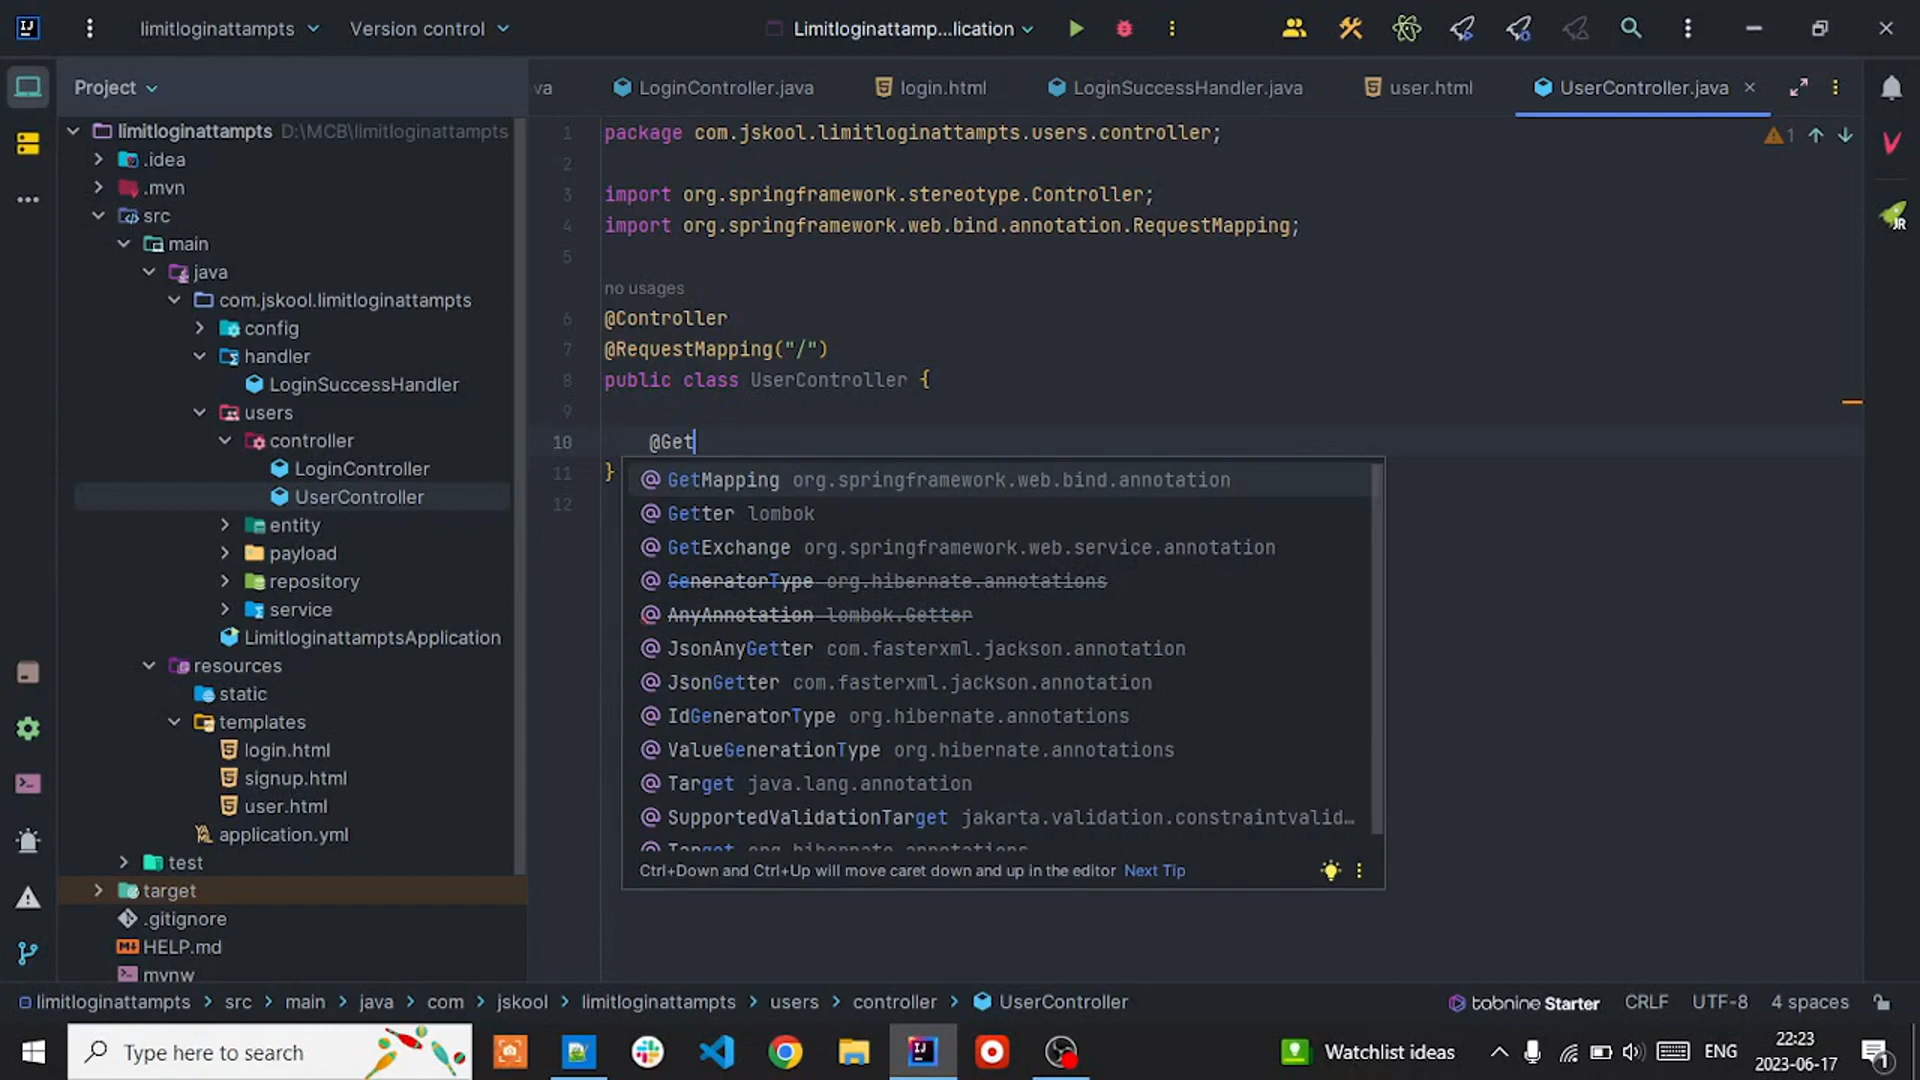 limitloginattampts
Version control
Limitloginattamp...lication
Project
va
LoginController.java
login.html
LoginSuccessHandler.java
user.html
UserController.java
limitloginattampts D:\MCB\limitloginattampts
.idea
.mvn
src
main
java
com.jskool.limitloginattampts
config
handler
LoginSuccessHandler
users
controller
LoginController
UserController
entity
payload
repository
service
LimitloginattamptsApplication
resources
static
templates
login.html
signup.html
user.html
application.yml
test
target
.gitignore
HELP.md
mvnw
1 package com.jskool.limitloginattampts.users.controller;
1
2
3 import org.springframework.stereotype.Controller;
4 import org.springframework.web.bind.annotation.RequestMapping;
5
no usages
6 @Controller
7 @RequestMapping("/")
8 public class UserController {
9
10 @Get
11 }
12
@ GetMapping org.springframework.web.bind.annotation
@ Getter lombok
@ GetExchange org.springframework.web.service.annotation
@ GeneratorType org.hibernate.annotations
@ AnyAnnotation lombok.Getter
@ JsonAnyGetter com.fasterxml.jackson.annotation
@ JsonGetter com.fasterxml.jackson.annotation
@ IdGeneratorType org.hibernate.annotations
@ ValueGenerationType org.hibernate.annotations
@ Target java.lang.annotation
@ SupportedValidationTarget jakarta.validation.constraintvalid…
@ Target org.hibernate.annotations
Ctrl+Down and Ctrl+Up will move caret down and up in the editor Next Tip
limitloginattampts > src > main > java > com > jskool > limitloginattampts > users > controller > UserController
tabnine Starter
CRLF
UTF-8
4 spaces
Type here to search
Watchlist ideas
ENG
22:23
2023-06-17
1
JR